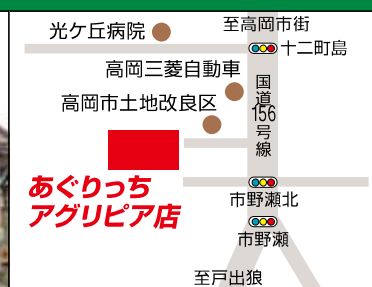 至高岡市街
光ケ丘病院
十二町島
高岡三菱自動車
国道156号線
高岡市土地改良区
あぐりっち
アグリピア店
市野瀬北
市野瀬
至戸出狼